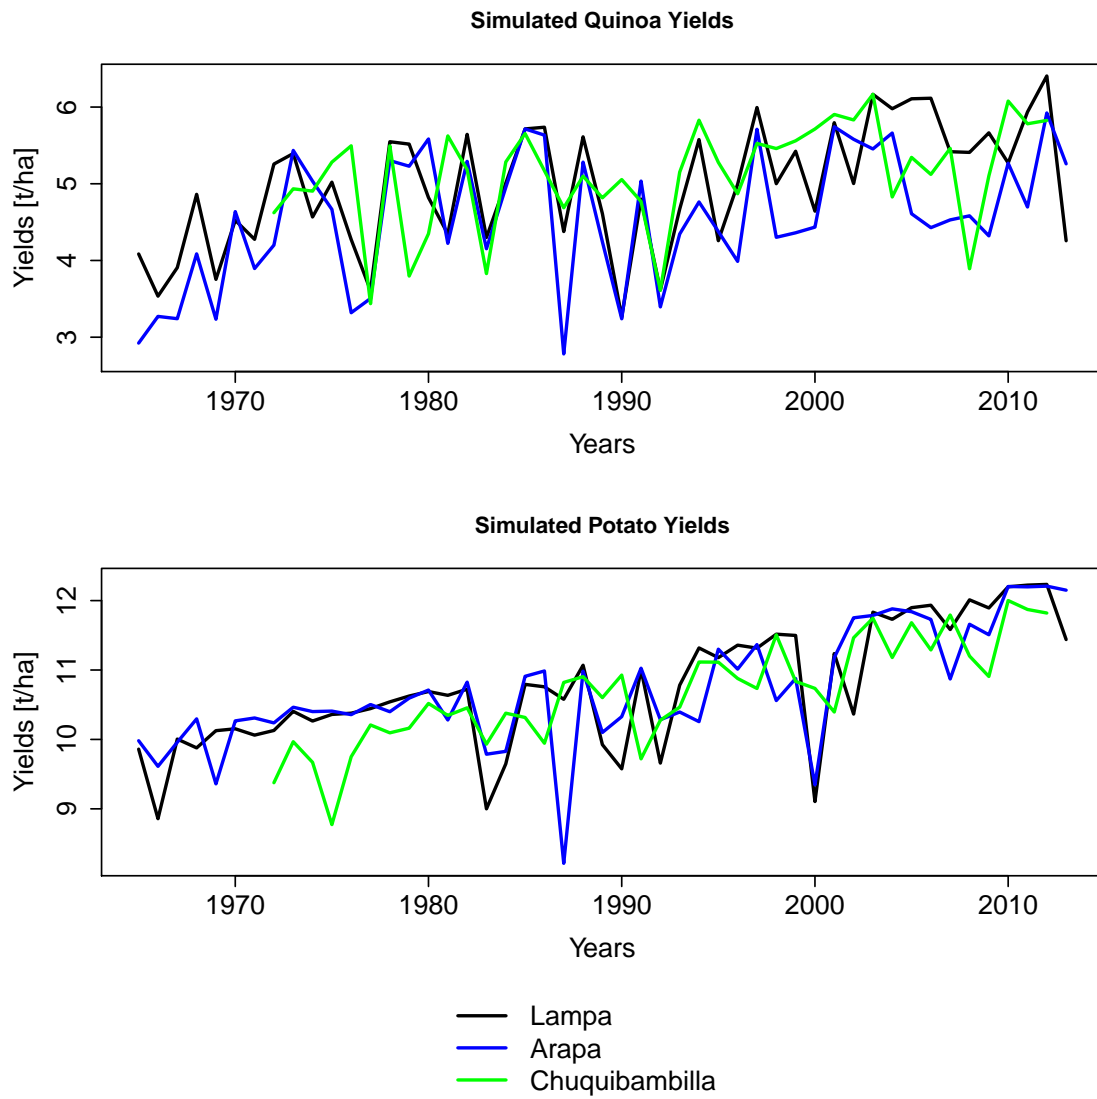 Simulated Quinoa Yields
Yields [t/ha]
6
5
4
3
1970 1980 1990 2000 2010
Years
Simulated Potato Yields
Yields [t/ha]
12
11
10
9
1970 1980 1990 2000 2010
Years
Lampa
Arapa
Chuquibambilla